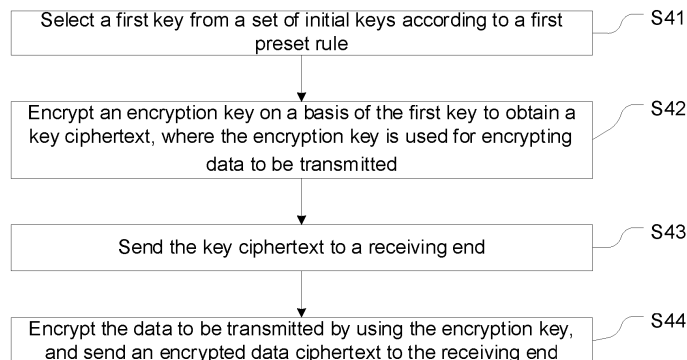 Select a first key from a set of initial keys according to a first
preset rule
S41
Encrypt an encryption key on a basis of the first key to obtain a
key ciphertext, where the encryption key is used for encrypting
data to be transmitted
S42
Send the key ciphertext to a receiving end
S43
Encrypt the data to be transmitted by using the encryption key,
and send an encrypted data ciphertext to the receiving end
S44